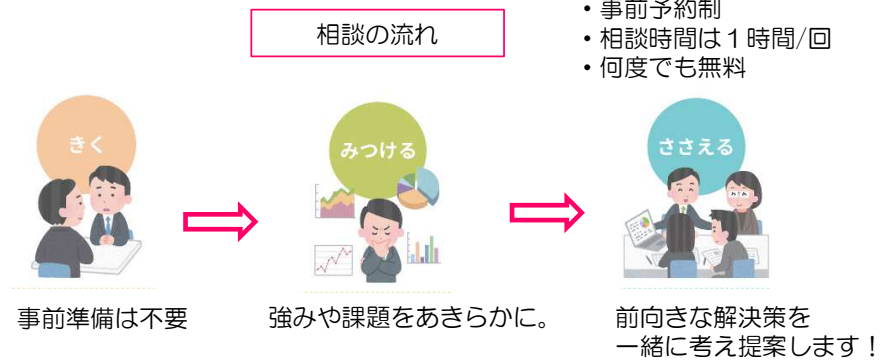 相談の流れ
・事前予約制
・相談時間は１時間/回
・何度でも無料
きく
みつける
ささえる
事前準備は不要
強みや課題をあきらかに。
前向きな解決策を
一緒に考え提案します！